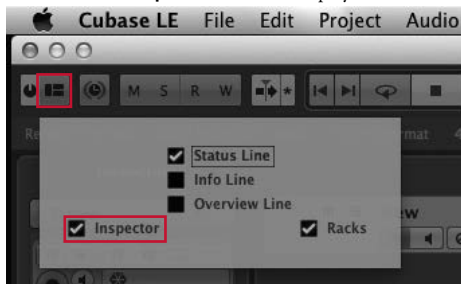 Cubase LE File Edit Project Audio
M S R W
Status Line
Info Line
Overview Line
Inspector
Racks